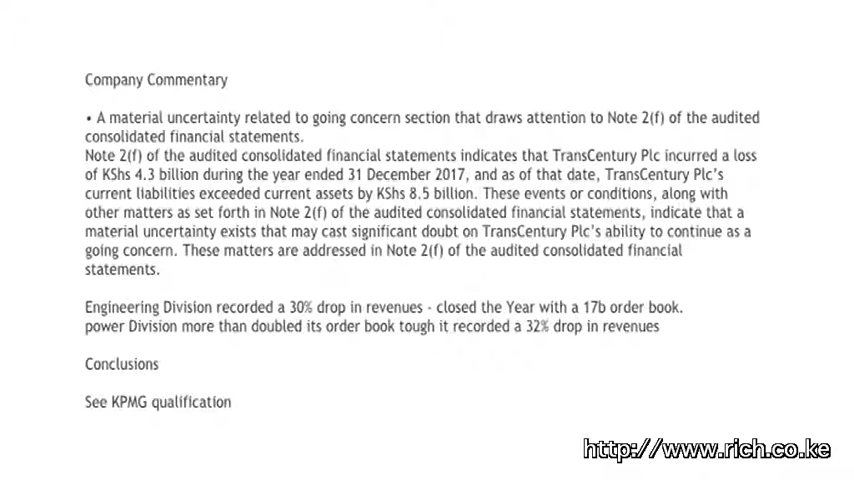 Company Commentary
• A material uncertainty related to going concern section that draws attention to Note 2(f) of the audited
consolidated financial statements.
Note 2(f) of the audited consolidated financial statements indicates that TransCentury Plc incurred a loss
of KShs 4.3 billion during the year ended 31 December 2017, and as of that date, TransCentury Plc's
current liabilities exceeded current assets by KShs 8.5 billion. These events or conditions, along with
other matters as set forth in Note 2(f) of the audited consolidated financial statements, indicate that a
material uncertainty exists that may cast significant doubt on TransCentury Plc's ability to continue as a
going concern. These matters are addressed in Note 2(f) of the audited consolidated financial
statements.
Engineering Division recorded a 30% drop in revenues - closed the Year with a 17b order book.
power Division more than doubled its order book tough it recorded a 32% drop in revenues
Conclusions
See KPMG qualification
http://www.rich.co.ke